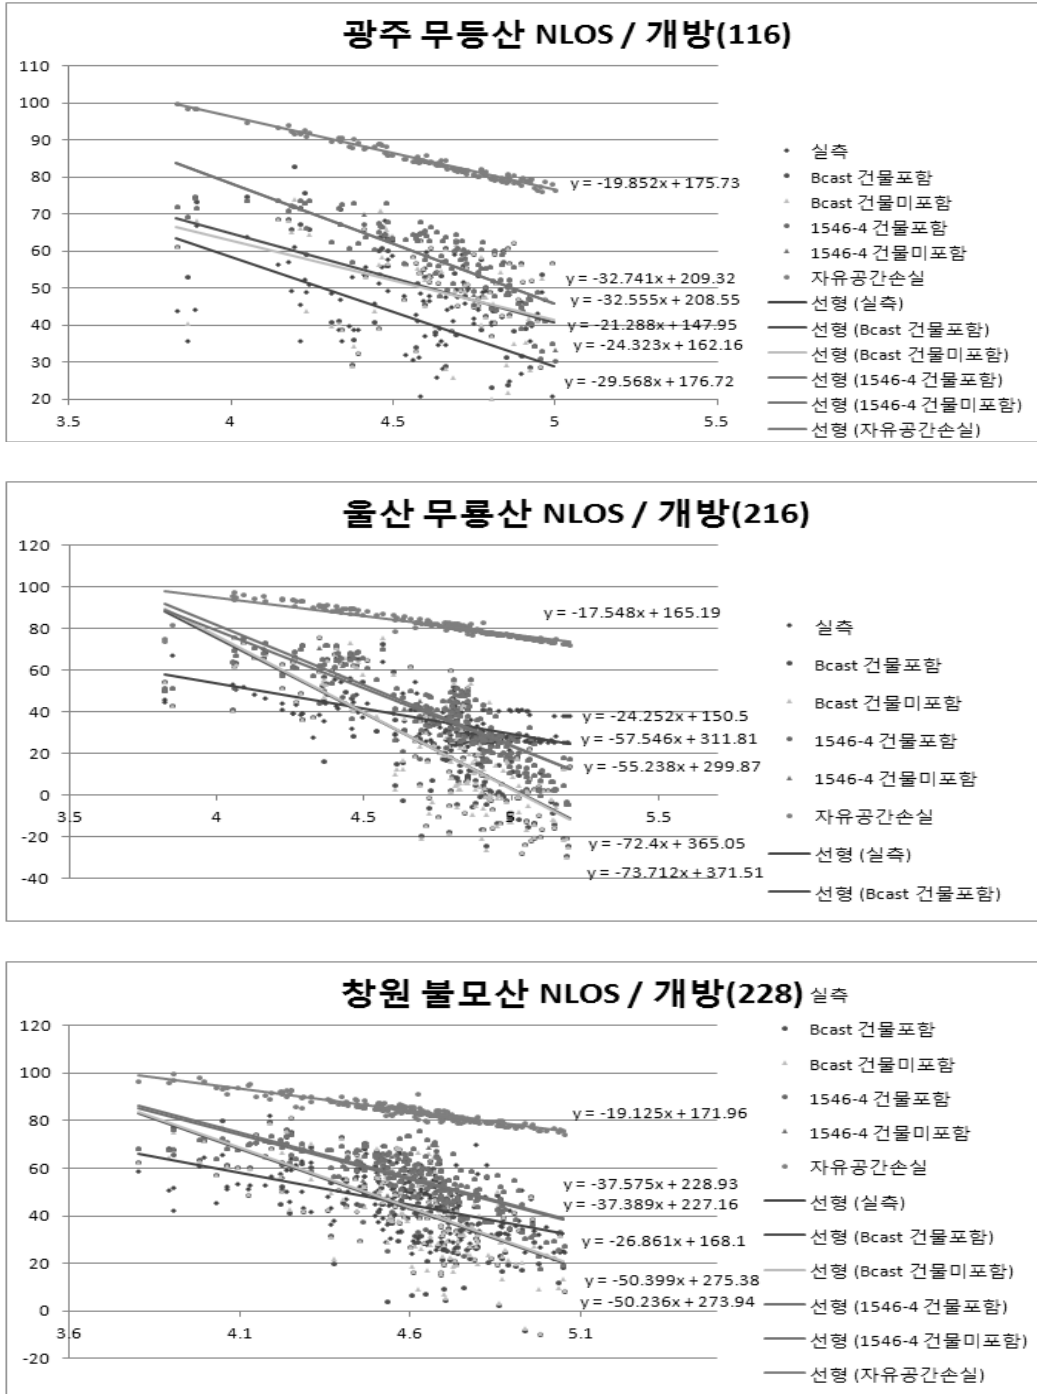 광주 무등산 NLOS / 개방(116)
110
100
90
80
70
60
50
40
30
20
3.5
4
4.5
5
5.5
y = -19.852x + 175.73
y = -32.741x + 209.32
y = -32.555x + 208.55
y = -21.288x + 147.95
y = -24.323x + 162.16
y = -29.568x + 176.72
실측
Bcast 건물포함
Bcast 건물미포함
1546-4 건물포함
1546-4 건물미포함
자유공간손실
선형 (실측)
선형 (Bcast 건물포함)
선형 (Bcast 건물미포함)
선형 (1546-4 건물포함)
선형 (1546-4 건물미포함)
선형 (자유공간손실)
울산 무룡산 NLOS / 개방(216)
120
100
80
60
40
20
0
-20
-40
3.5
4
4.5
5
5.5
y = -17.548x + 165.19
y = -24.252x + 150.5
y = -57.546x + 311.81
y = -55.238x + 299.87
y = -72.4x + 365.05
y = -73.712x + 371.51
실측
Bcast 건물포함
Bcast 건물미포함
1546-4 건물포함
1546-4 건물미포함
자유공간손실
선형 (실측)
선형 (Bcast 건물포함)
창원 불모산 NLOS / 개방(228)
120
100
80
60
40
20
0
-20
3.6
4.1
4.6
5.1
y = -19.125x + 171.96
y = -37.575x + 228.93
y = -37.389x + 227.16
y = -26.861x + 168.1
y = -50.399x + 275.38
y = -50.236x + 273.94
실측
Bcast 건물포함
Bcast 건물미포함
1546-4 건물포함
1546-4 건물미포함
자유공간손실
선형 (실측)
선형 (Bcast 건물포함)
선형 (Bcast 건물미포함)
선형 (1546-4 건물포함)
선형 (1546-4 건물미포함)
선형 (자유공간손실)